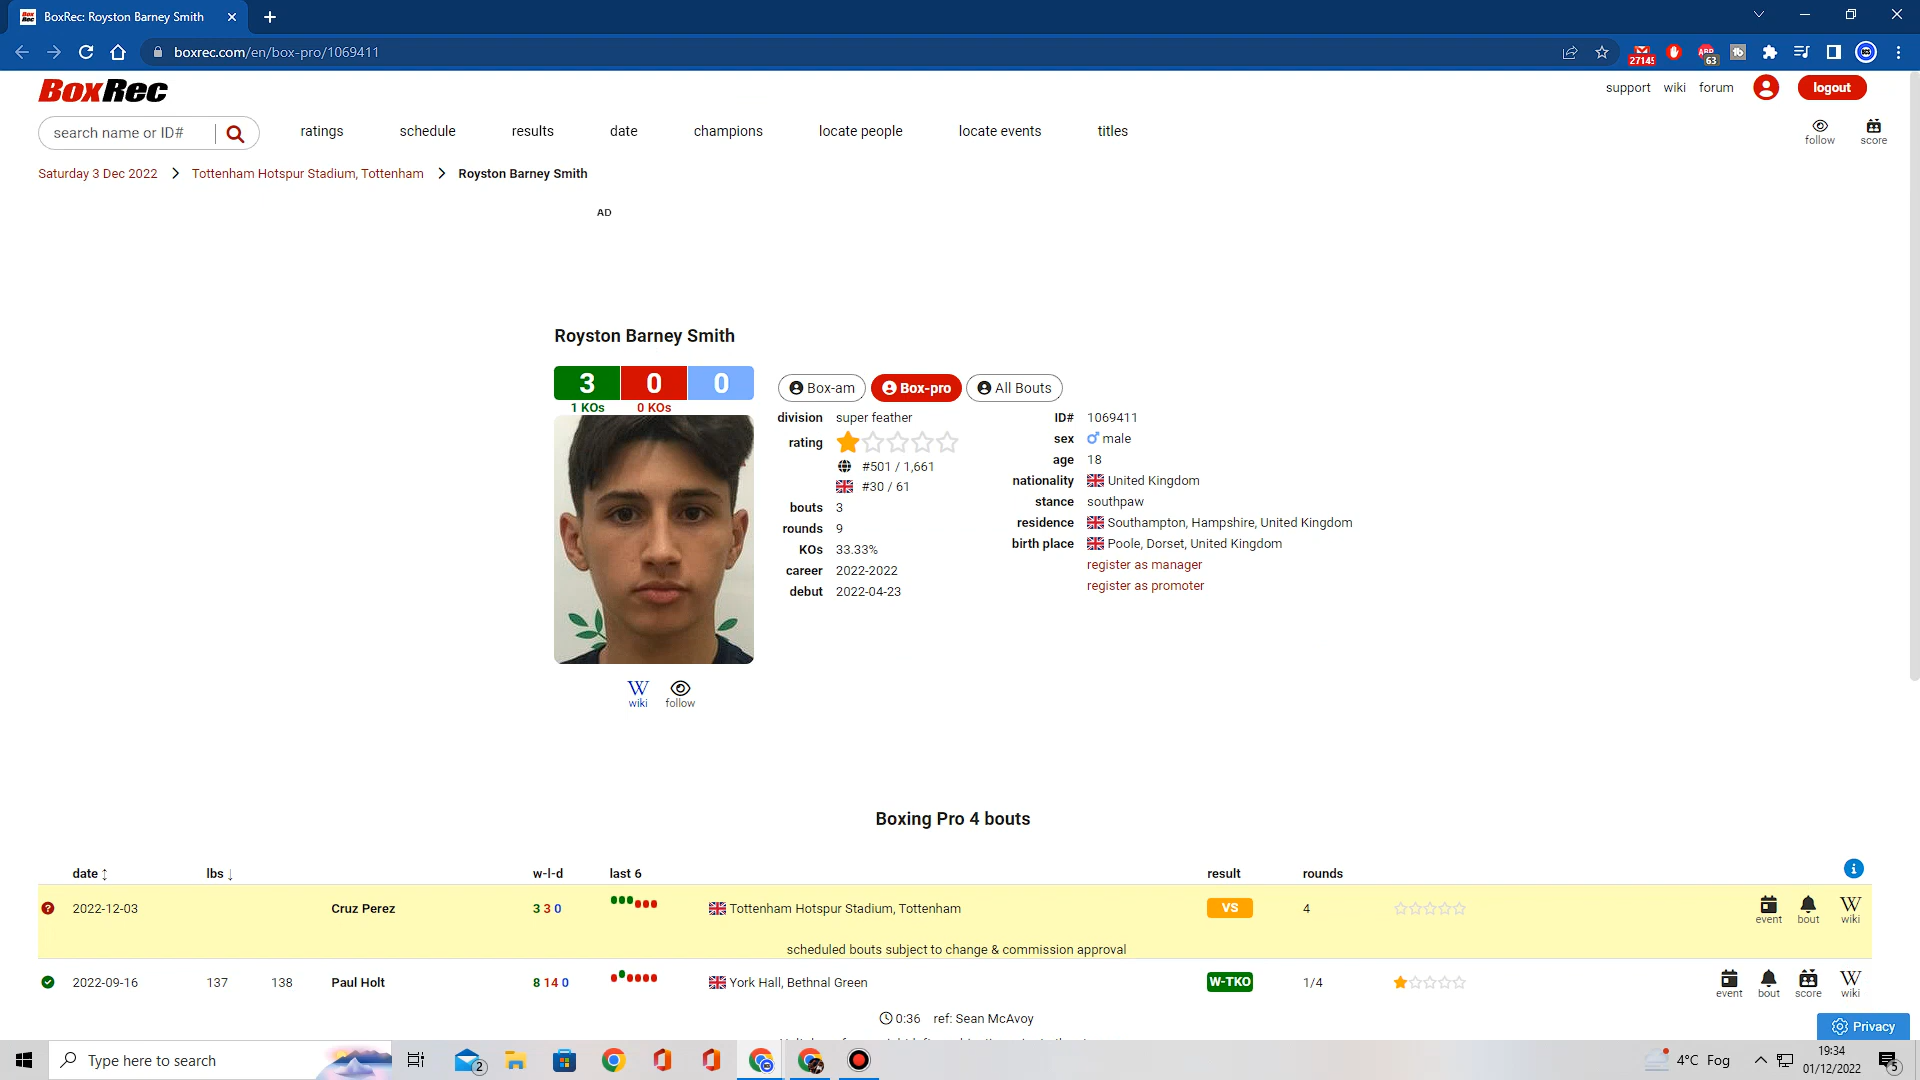 BoxRec: Royston Barney Smith
boxrec.com/en/box-pro/1069411
27145
63
BoxRec
support wiki forum logout
search name or ID#
ratings schedule results date champions locate people locate events titles
follow score
Saturday 3 Dec 2022 Tottenham Hotspur Stadium, Tottenham Royston Barney Smith
AD
Royston Barney Smith
3 0 0
1 KOs 0 KOs
Box-am Box-pro All Bouts
division super feather
rating
#501 / 1,661
#30 / 61
bouts 3
rounds 9
KOs 33.33%
career 2022-2022
debut 2022-04-23
ID# 1069411
sex male
age 18
nationality United Kingdom
stance southpaw
residence Southampton, Hampshire, United Kingdom
birth place Poole, Dorset, United Kingdom
register as manager
register as promoter
W
wiki follow
Boxing Pro 4 bouts
date lbs w-l-d last 6 result rounds
2022-12-03 Cruz Perez 3 3 0 Tottenham Hotspur Stadium, Tottenham VS 4
event bout wiki
scheduled bouts subject to change & commission approval
2022-09-16 137 138 Paul Holt 8 14 0 York Hall, Bethnal Green W-TKO 1/4
event bout score wiki
0:36 ref: Sean McAvoy
Privacy
Type here to search
2
4°C Fog
19:34
01/12/2022
5